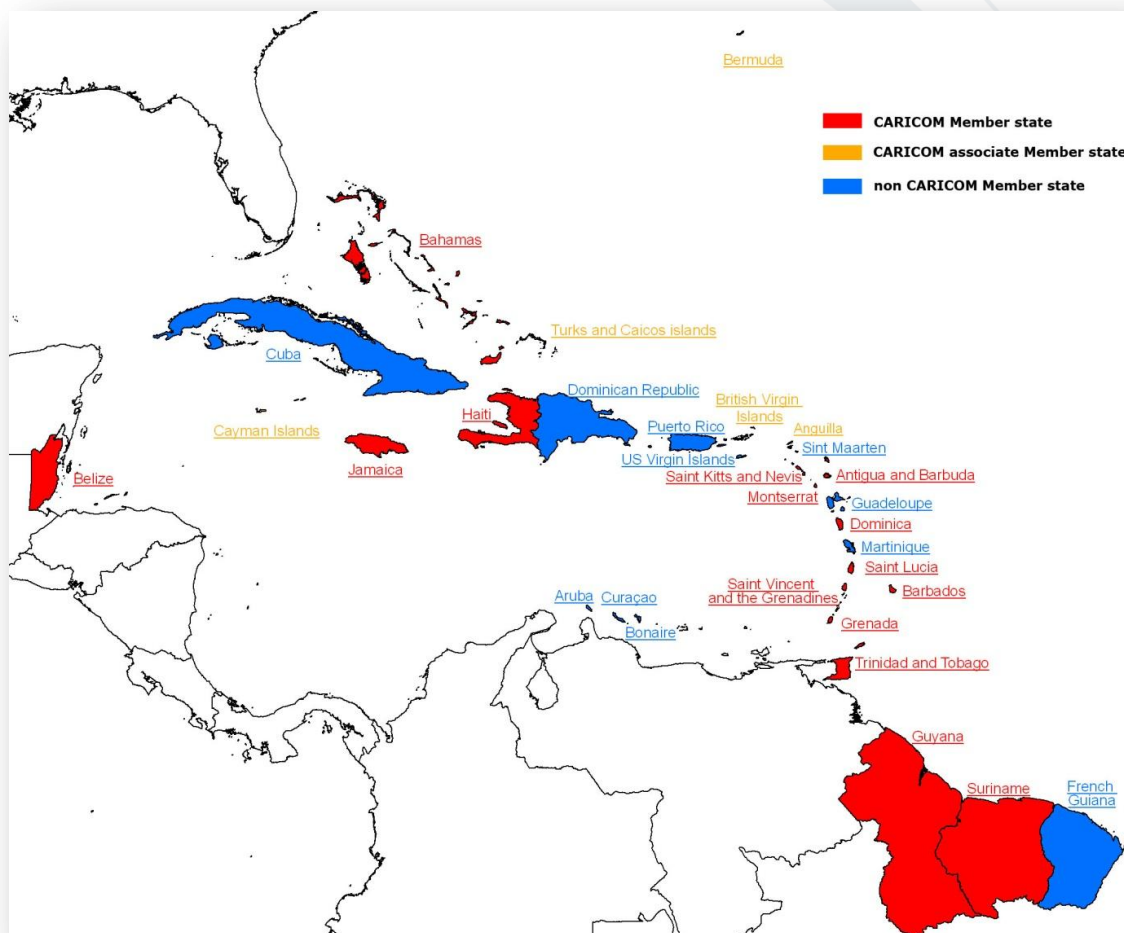 Bermuda
CARICOM Member state
CARICOM associate Member state
non CARICOM Member state
Bahamas
Turks and Caicos islands
Cuba
Dominican Republic
British Virgin
Islands
Haiti
Cayman Islands
Puerto Rico
Anguilla
Sint Maarten
Jamaica
US Virgin Islands
Belize
Saint Kitts and Nevis
Antigua and Barbuda
Montserrat
Guadeloupe
Dominica
Martinique
Saint Lucia
Saint Vincent
and the Grenadines
Barbados
Aruba
Curaçao
Grenada
Bonaire
Trinidad and Tobago
Guyana
Suriname
French
Guiana